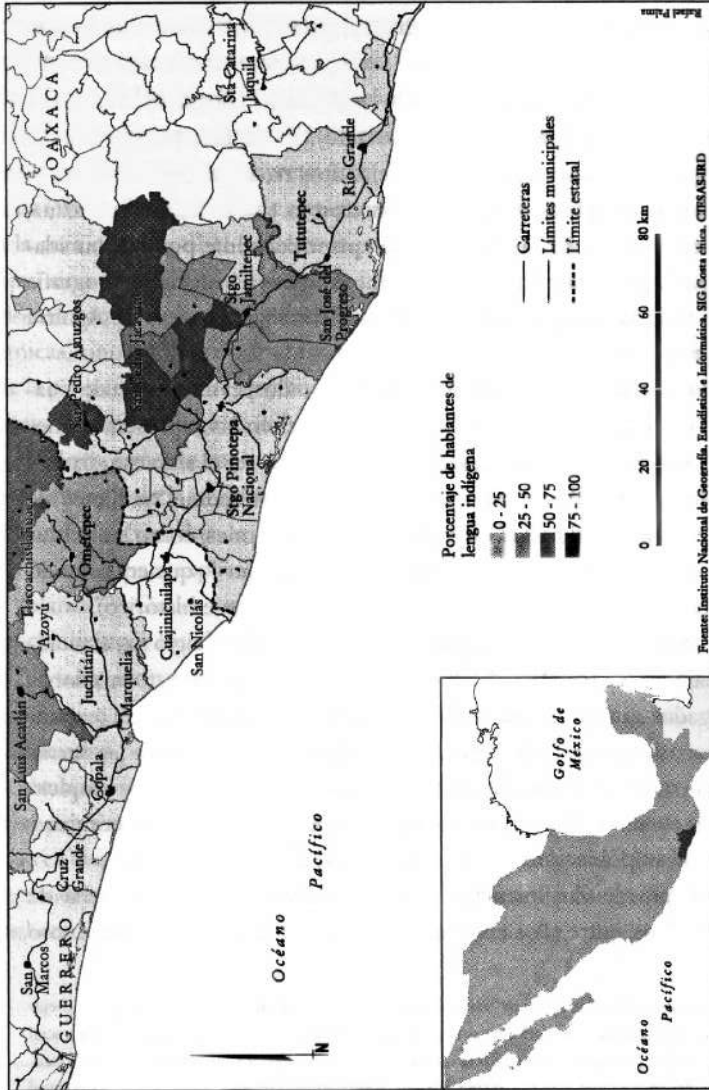 GUERRERO
San
Marcos
Cruz
Grande
Copala
San Luis Acatlán
Azoyú
Juchitán
Marquelia
Tlacoachistlahuaca
Ometepec
Cuajinicuilapa
San Nicolás
San Pedro Amuzgos
San Pedro
Stgo Pinotepa
Nacional
Stgo
Jamiltepec
San José del
Progreso
Tututepec
Río Grande
OAXACA
Sta Catarina
Juquila
Océano
Pacífico
N
Golfo de
México
Océano
Pacífico
Porcentaje de hablantes de
lengua indígena
0 - 25
25 - 50
50 - 75
75 - 100
Carreteras
Límites municipales
Límite estatal
0 20 40 60 80 km
Fuente: Instituto Nacional de Geografía, Estadística e Informática, SIG Costa chica, CIESAS-IRD
Rafael Palma